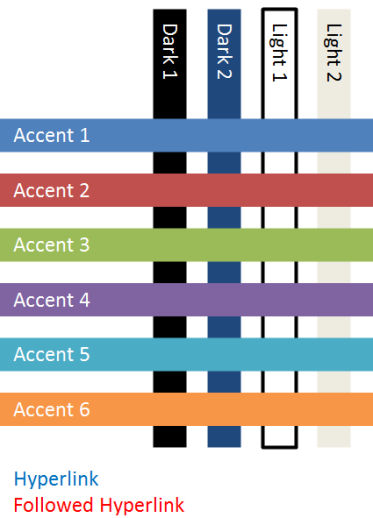 Dark 1
Dark 2
Light 1
Light 2
Accent 1
Accent 2
Accent 3
Accent 4
Accent 5
Accent 6
Hyperlink
Followed Hyperlink